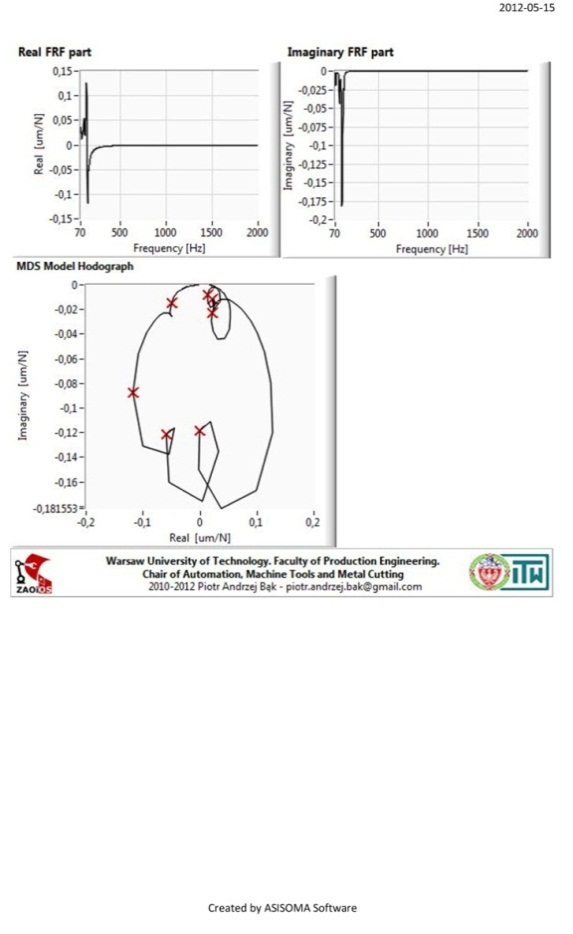 2012-05-15
Real FRF part
0,15
0,1
0,05
0
-0,05
-0,1
-0,15
70 500 1000 1500 2000
Real [um/N]
Frequency [Hz]
Imaginary FRF part
0
-0,025
-0,05
-0,075
-0,1
-0,125
-0,15
-0,175
-0,2
70 500 1000 1500 2000
Imaginary [um/N]
Frequency [Hz]
MDS Model Hodograph
0
-0,02
-0,04
-0,06
-0,08
-0,1
-0,12
-0,14
-0,16
-0,181553
-0,2 -0,1 0 0,1 0,2
Imaginary [um/N]
Real [um/N]
ZAOIOS
Warsaw University of Technology. Faculty of Production Engineering.
Chair of Automation, Machine Tools and Metal Cutting
2010-2012 Piotr Andrzej Bąk - piotr.andrzej.bak@gmail.com
ITW
Created by ASISOMA Software